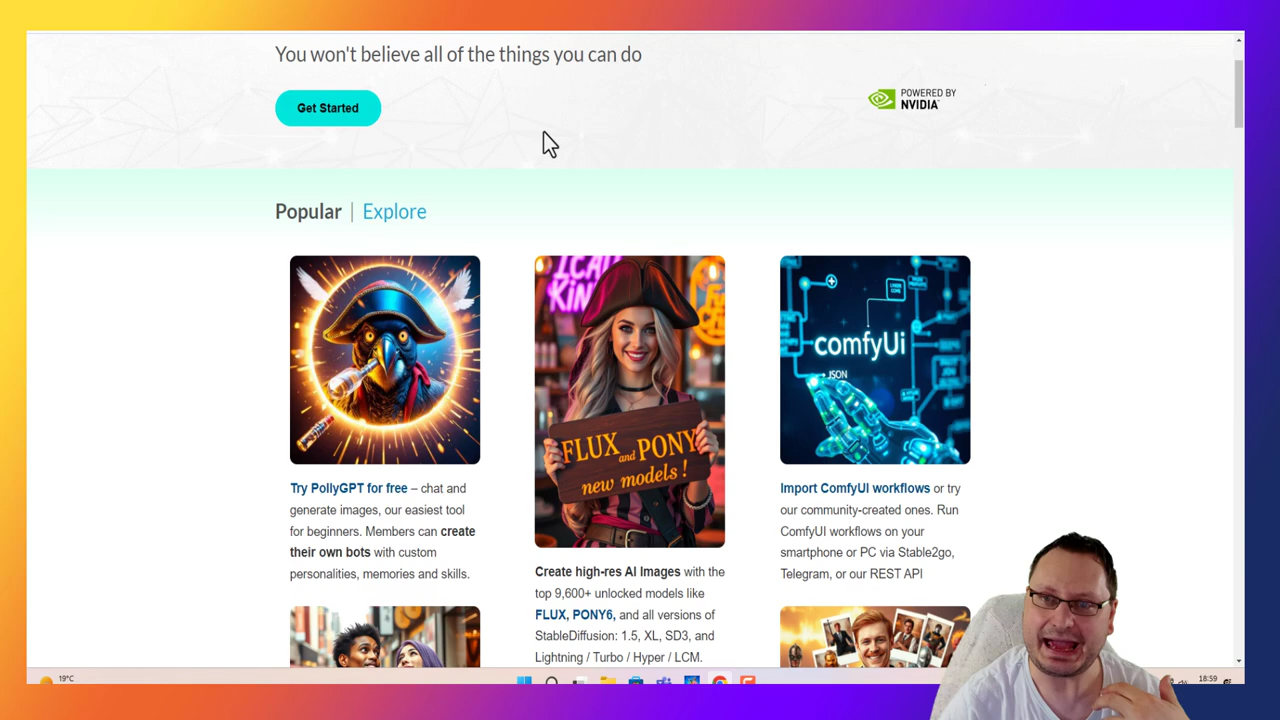 You won't believe all of the things you can do
Get Started
POWERED BY
NVIDIA
Popular | Explore
FLUX and PONY
new models !
comfyUi
JSON
Try PollyGPT for free – chat and
generate images, our easiest tool
for beginners. Members can create
their own bots with custom
personalities, memories and skills.
Create high-res AI Images with the
top 9,600+ unlocked models like
FLUX, PONY6, and all versions of
StableDiffusion: 1.5, XL, SD3, and
Lightning / Turbo / Hyper / LCM.
Import ComfyUI workflows or try
our community-created ones. Run
ComfyUI workflows on your
smartphone or PC via Stable2go,
Telegram, or our REST API
19°C
18:59